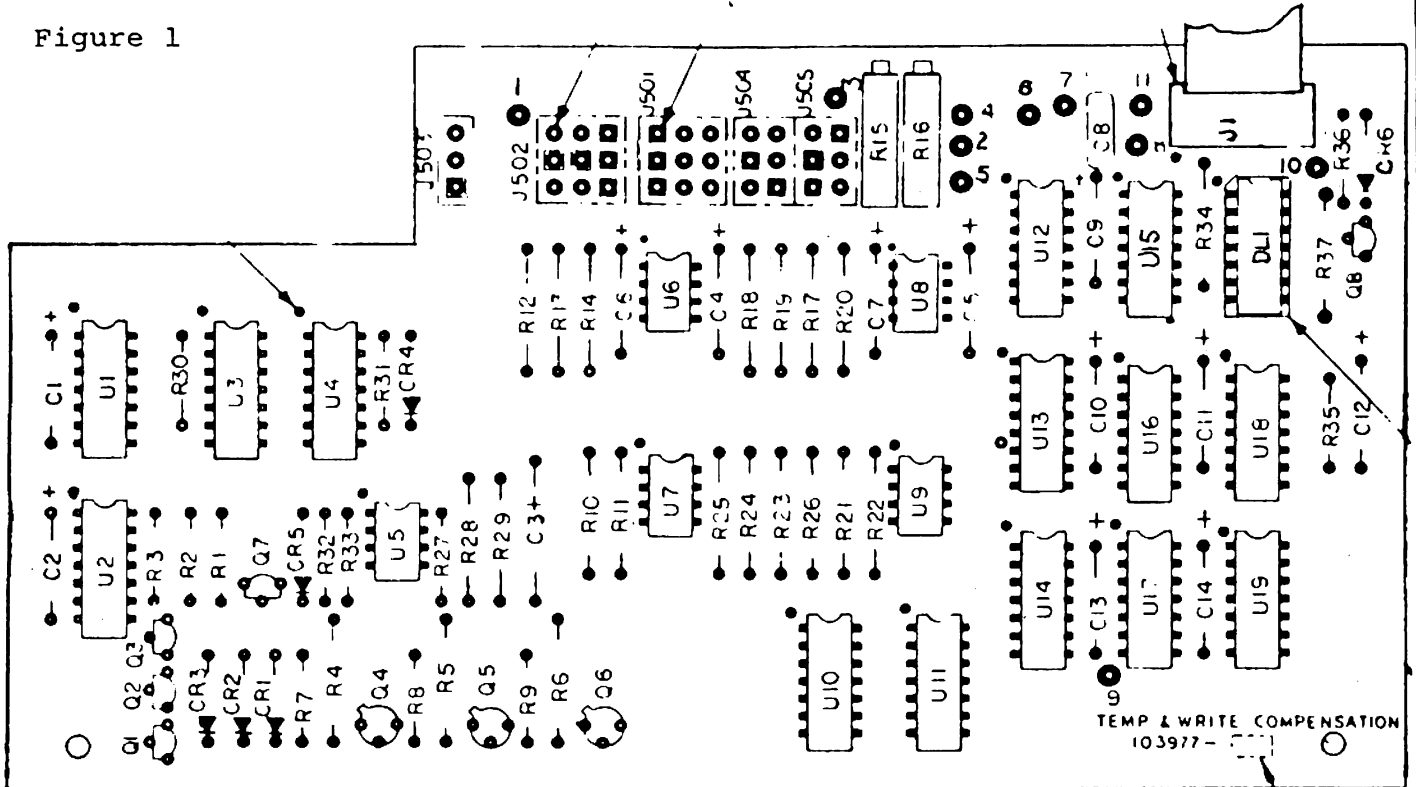 Figure 1
J503
1
J502
J501
J504
J505
3
R15
R16
4
2
5
6
7
C8
11
J1
10
R36
CR6
R12
R13
R14
C6
+
U6
+
C4
R18
R19
R17
R20
+
C7
U8
+
C5
U12
+
C9
U15
R34
DL1
R37
Q8
+
C1
U1
R30
U3
U4
R31
CR4
U13
+
C10
U16
+
C11
U18
R35
+
C12
+
C2
U2
R3
R2
R1
Q7
CR5
R32
R33
U5
R27
R28
R29
C3+
R10
R11
U7
R25
R24
R23
R26
R21
R22
U9
U14
+
C13
U17
+
C14
U19
Q3
Q2
Q1
CR3
CR2
CR1
R7
R4
Q4
R8
R5
Q5
R9
R6
Q6
U10
U11
9
TEMP & WRITE COMPENSATION
103977-